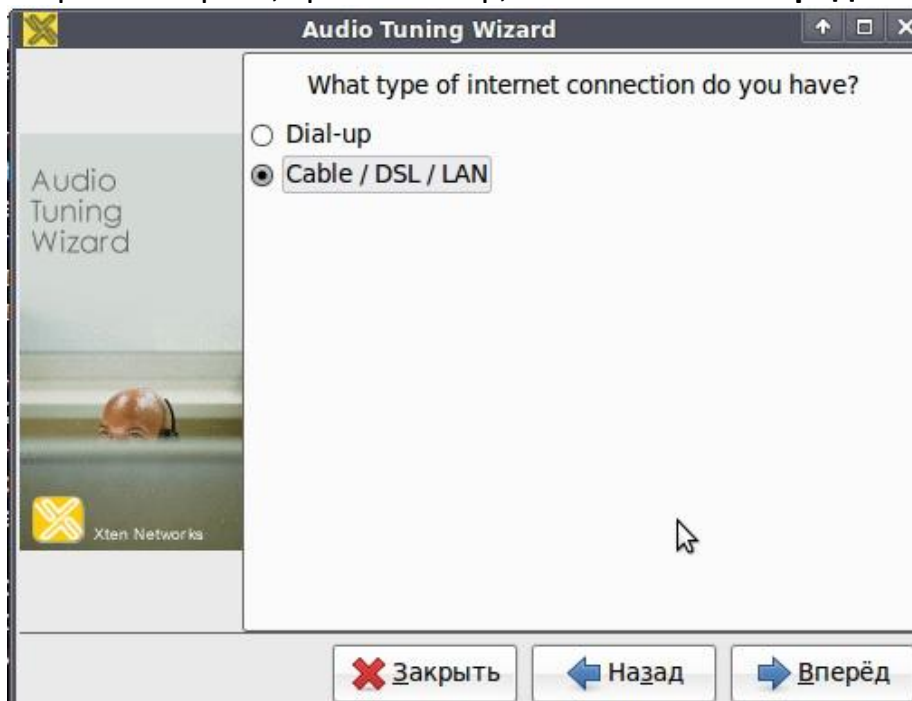 Audio Tuning Wizard
What type of internet connection do you have?
Dial-up
Cable / DSL / LAN
Audio
Tuning
Wizard
Xten Networks
Закрыть
Назад
Вперёд